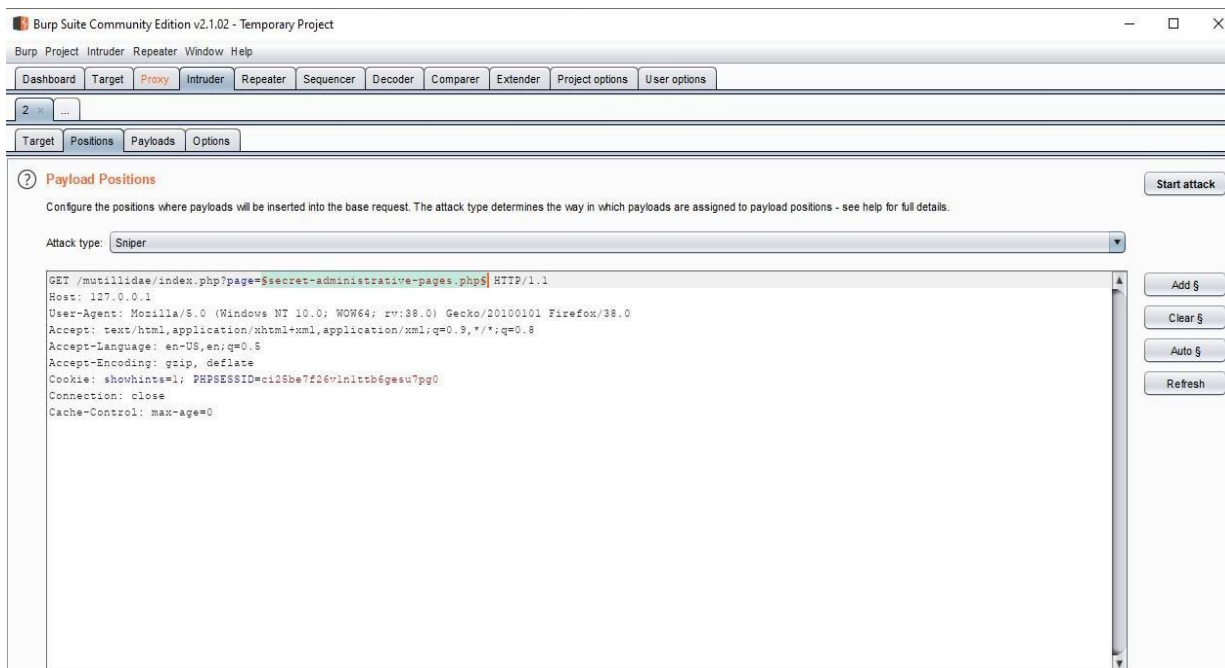 Burp Suite Community Edition v2.1.02 - Temporary Project
Burp Project Intruder Repeater Window Help
Dashboard Target Proxy Intruder Repeater Sequencer Decoder Comparer Extender Project options User options
2 × ...
Target Positions Payloads Options
? Payload Positions
Start attack
Configure the positions where payloads will be inserted into the base request. The attack type determines the way in which payloads are assigned to payload positions - see help for full details.
Attack type: Sniper
GET /mutillidae/index.php?page=§secret-administrative-pages.php§ HTTP/1.1
Host: 127.0.0.1
User-Agent: Mozilla/5.0 (Windows NT 10.0; WOW64; rv:38.0) Gecko/20100101 Firefox/38.0
Accept: text/html,application/xhtml+xml,application/xml;q=0.9,*/*;q=0.8
Accept-Language: en-US,en;q=0.5
Accept-Encoding: gzip, deflate
Cookie: showhints=1; PHPSESSID=ci25be7f26v1n1ttb6gesu7pg0
Connection: close
Cache-Control: max-age=0
Add §
Clear §
Auto §
Refresh